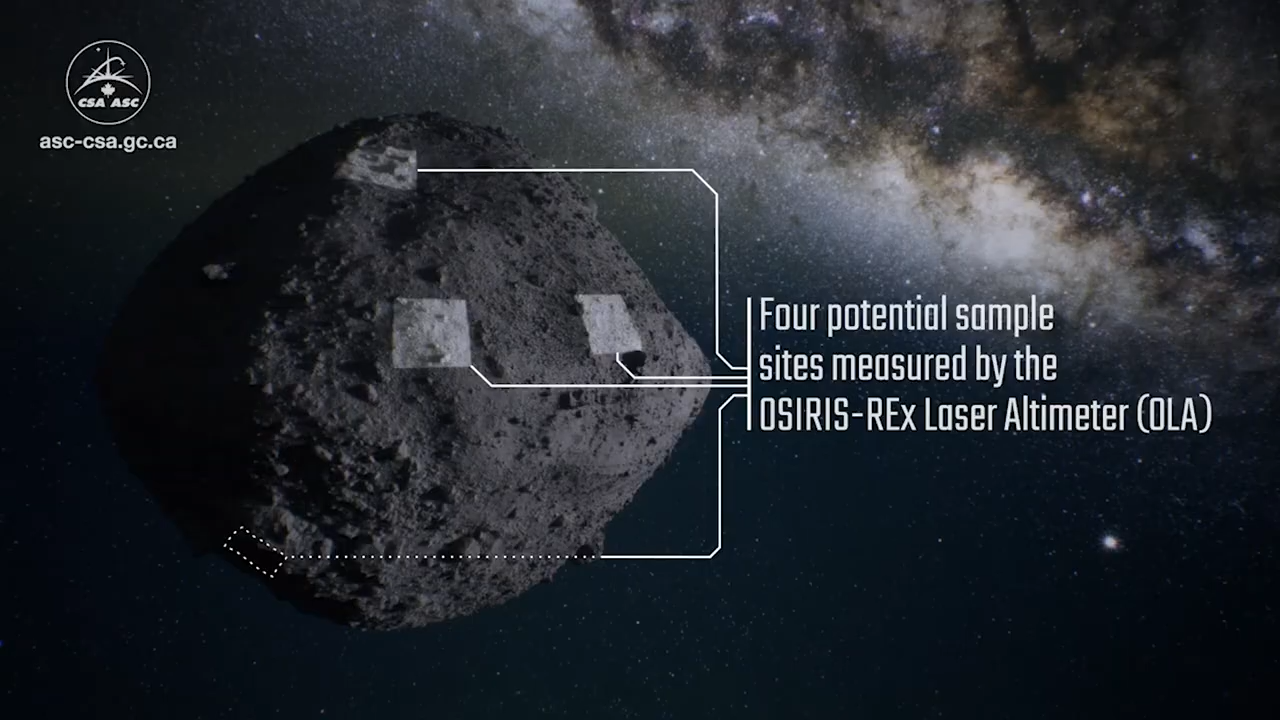 CSA ASC
asc-csa.gc.ca
Four potential sample
sites measured by the
OSIRIS-REx Laser Altimeter (OLA)